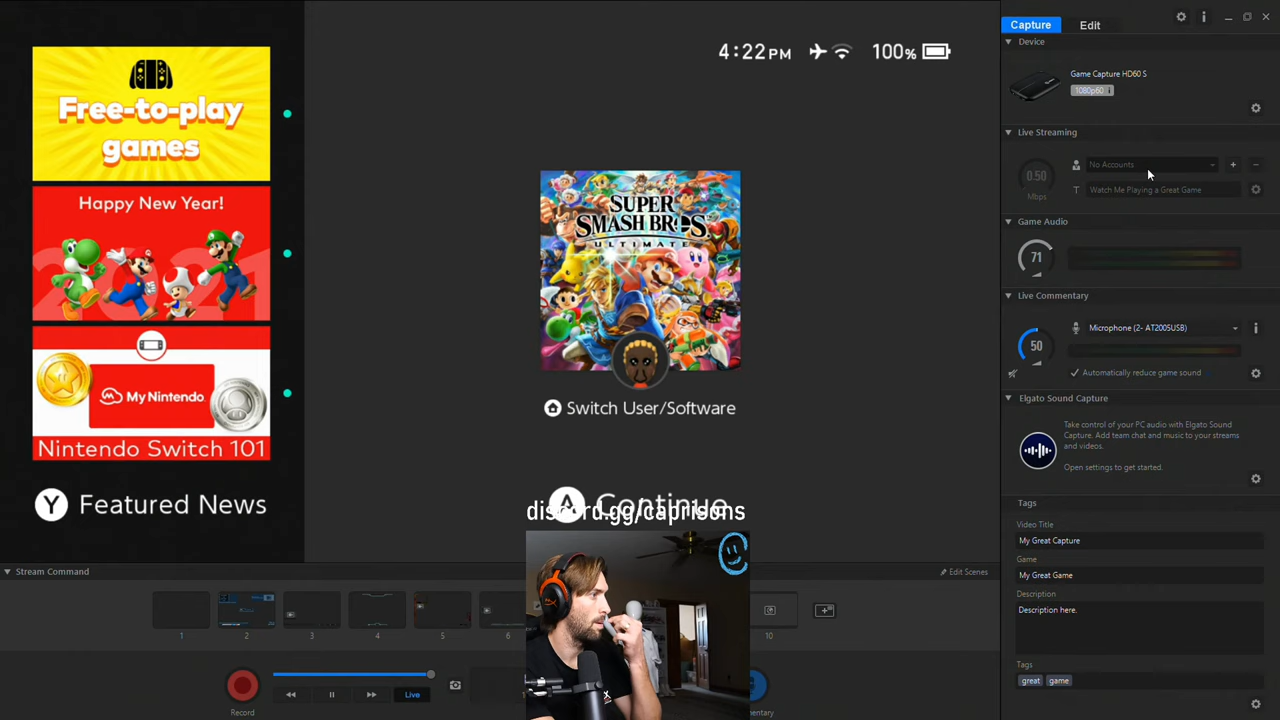 Free-to-play
games
Happy New Year!
2021
My Nintendo
Nintendo Switch 101
Y Featured News
4:22 PM
100%
SUPER
SMASH BROS.
ULTIMATE
Switch User/Software
A Continue
discord.gg/caprisons
Capture
Edit
Device
Game Capture HD60 S
1080p60 i
Live Streaming
0.50
Mbps
No Accounts
Watch Me Playing a Great Game
Game Audio
71
Live Commentary
50
Microphone (2- AT200SUSB)
Automatically reduce game sound
Elgato Sound Capture
Take control of your PC audio with Elgato Sound
Capture. Add team chat and music to your streams
and videos.
Open settings to get started.
Tags
Video Title
My Great Capture
Game
My Great Game
Description
Description here.
Tags
great game
Stream Command
Edit Scenes
1 2 3 4 5 6 10
Record
Live